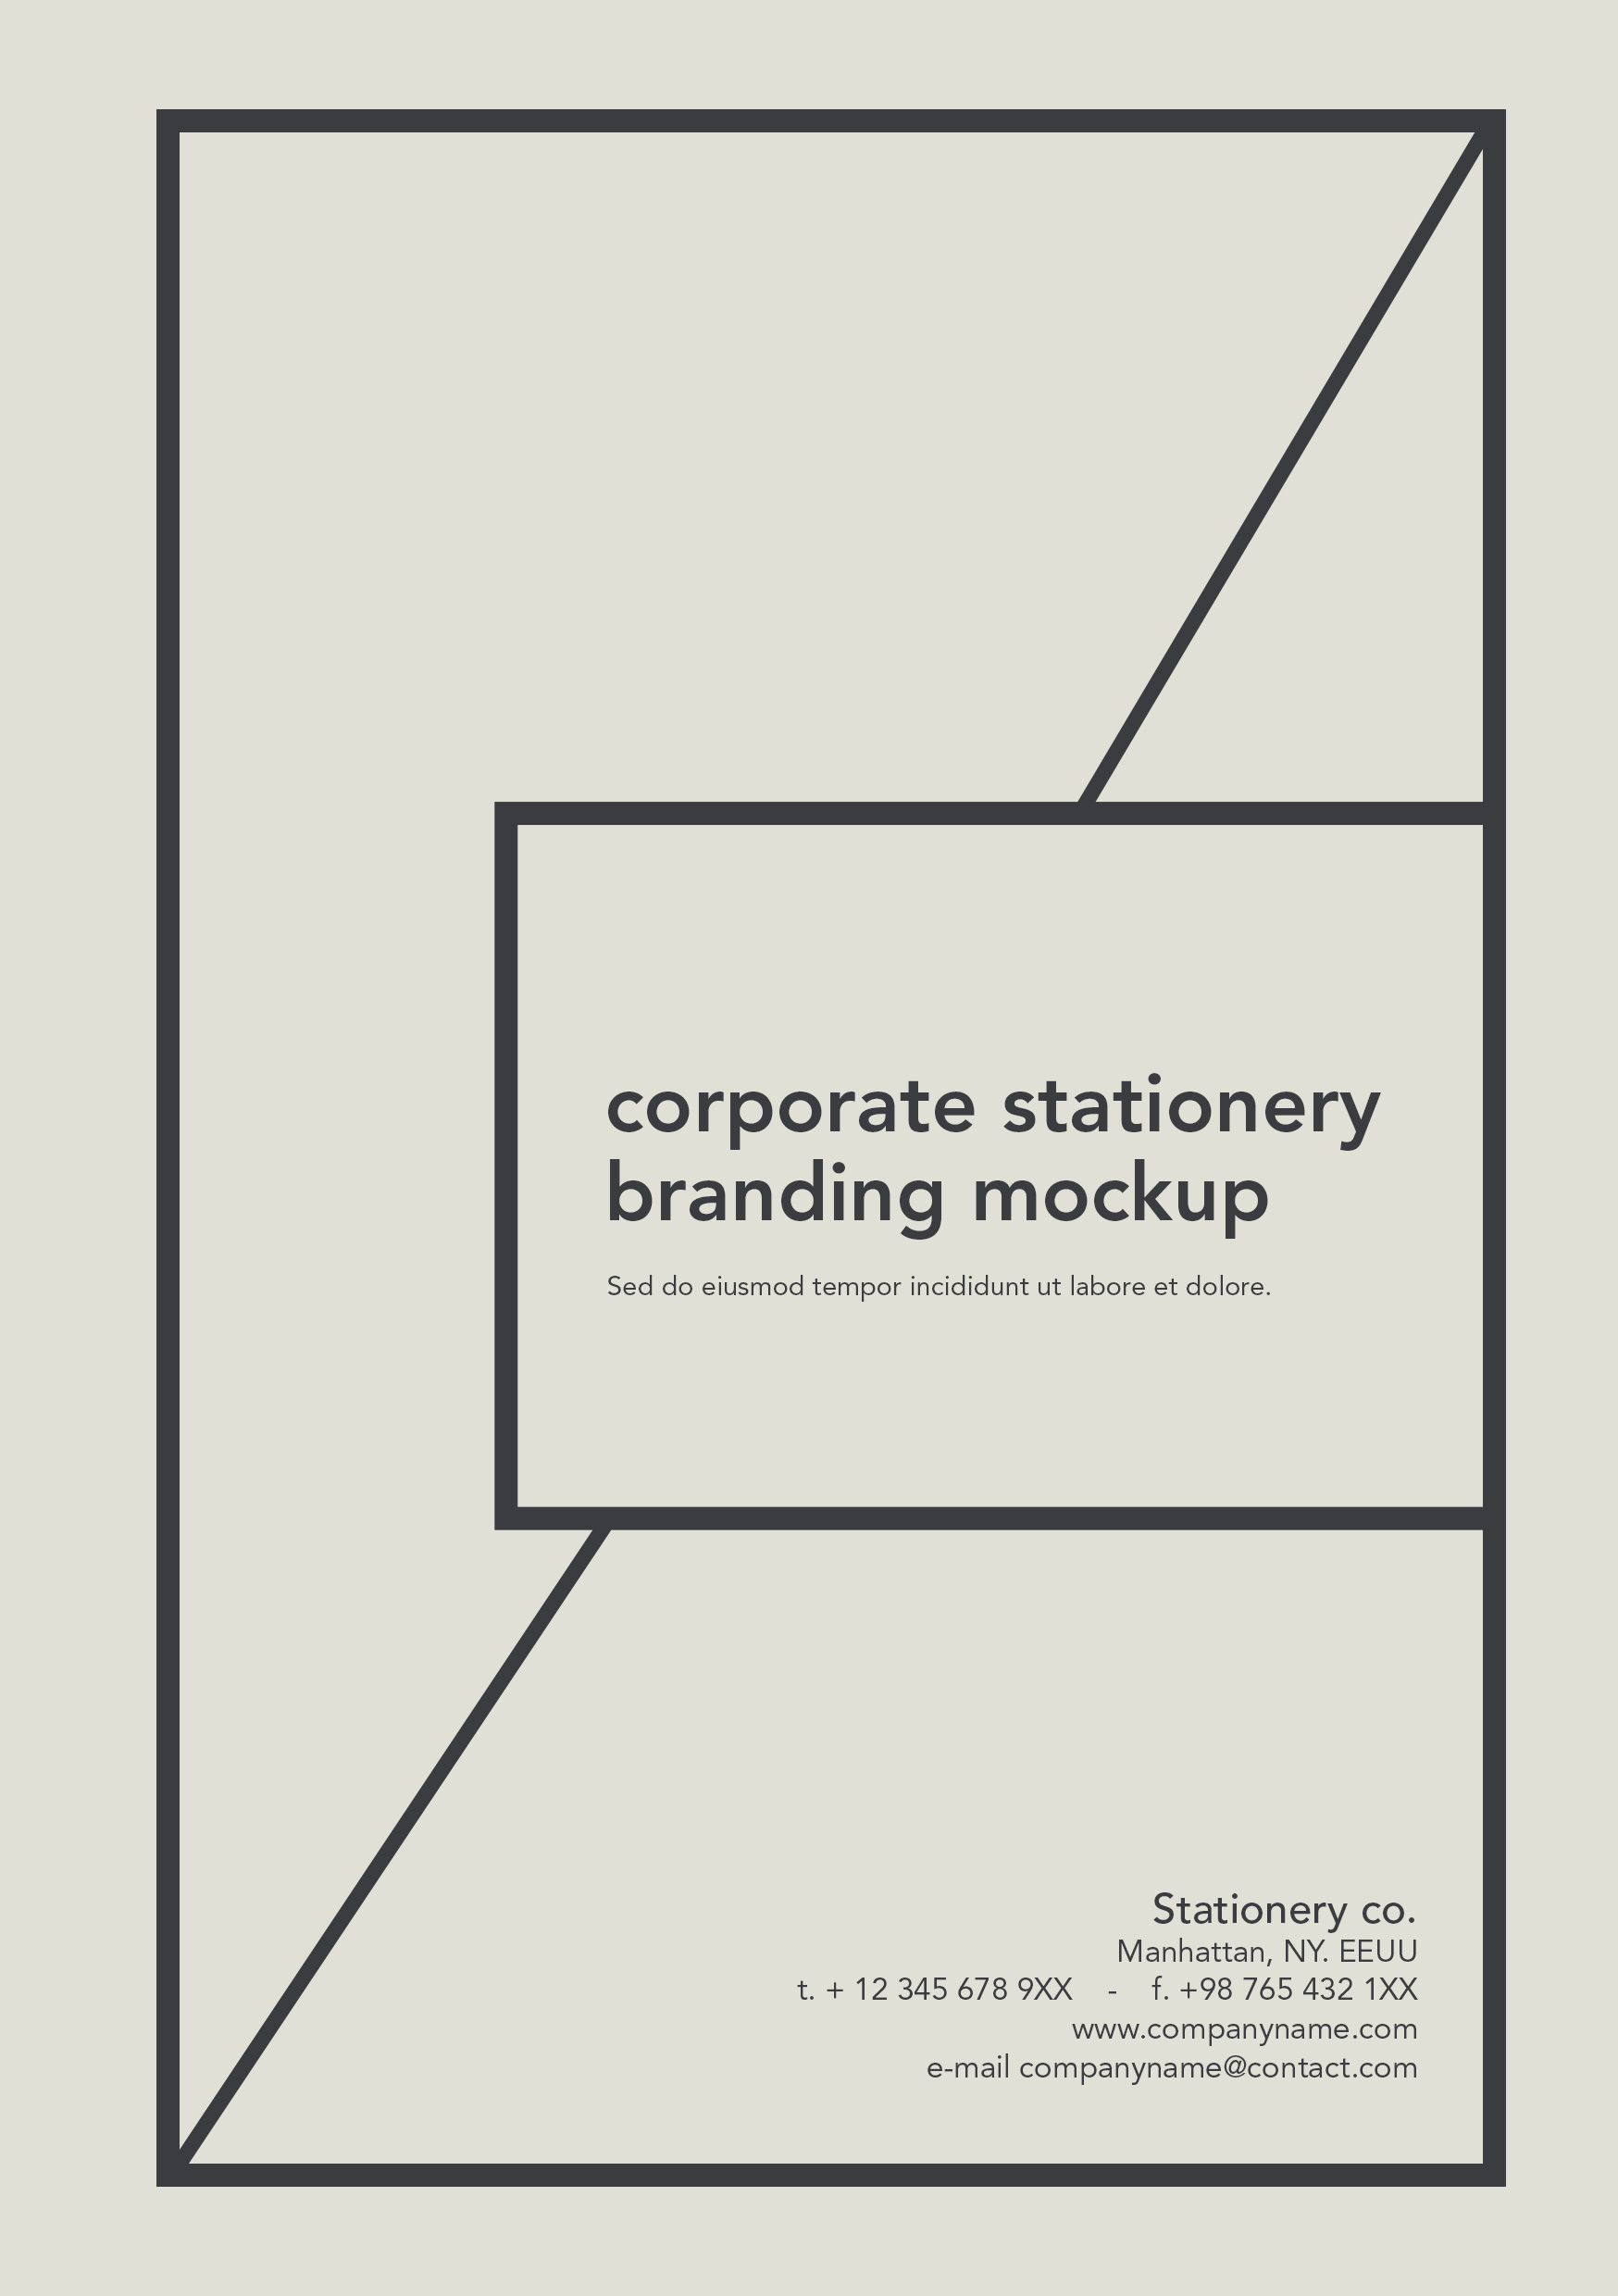 corporate stationery
branding mockup
Sed do eiusmod tempor incididunt ut labore et dolore.
Stationery co.
Manhattan, NY. EEUU
t. + 12 345 678 9XX - f. +98 765 432 1XX
www.companyname.com
e-mail companyname@contact.com